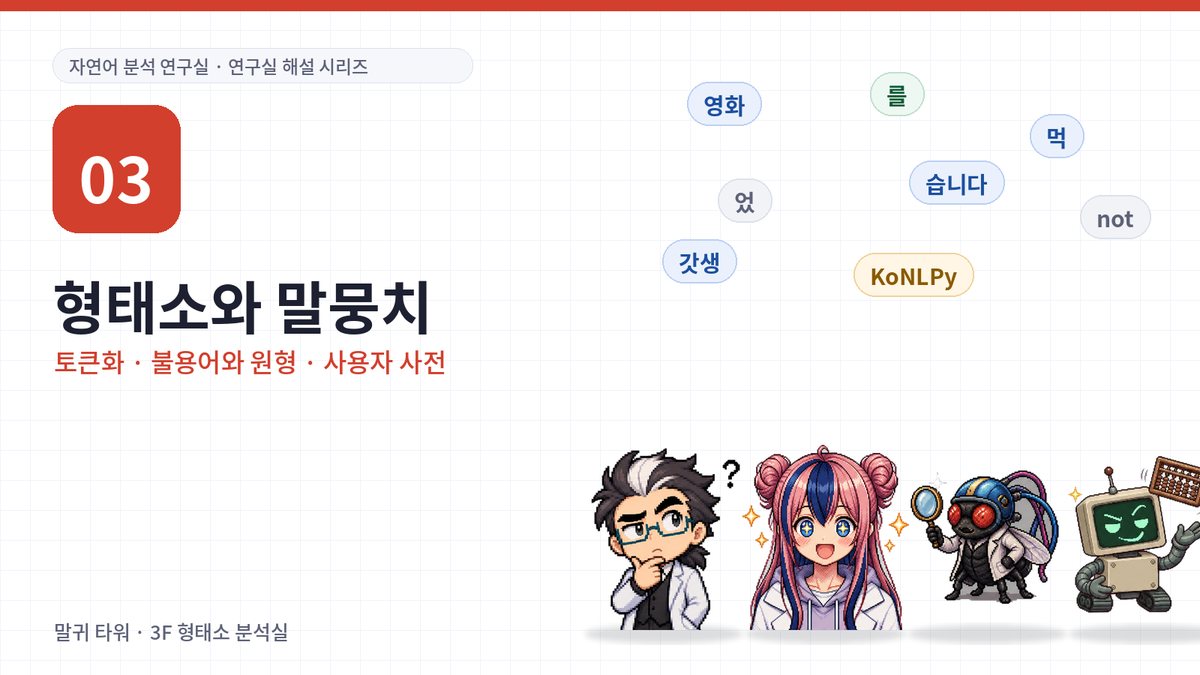 자연어 분석 연구실 · 연구실 해설 시리즈
03
형태소와 말뭉치
토큰화 · 불용어와 원형 · 사용자 사전
영화
를
먹
습니다
었
not
갓생
KoNLPy
?
말귀 타워 · 3F 형태소 분석실